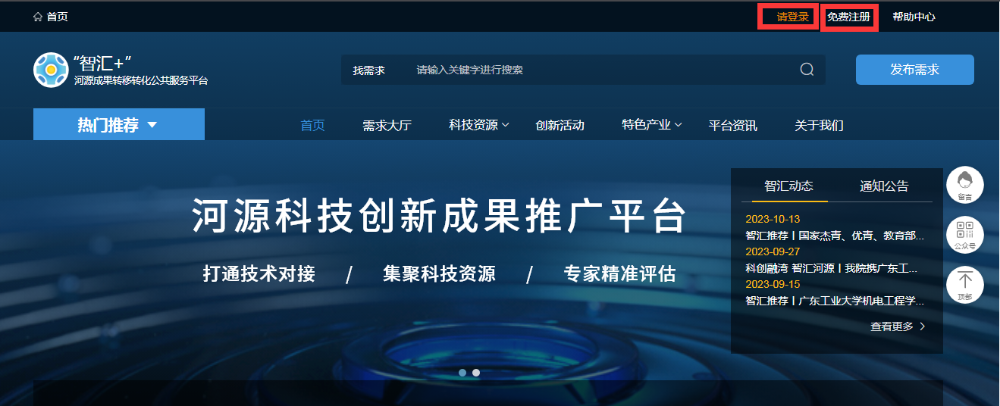 首页
请登录
免费注册
帮助中心
“智汇+”
河源成果转移转化公共服务平台
找需求
请输入关键字进行搜索
发布需求
热门推荐
首页
需求大厅
科技资源
创新活动
特色产业
平台资讯
关于我们
河源科技创新成果推广平台
打通技术对接 / 集聚科技资源 / 专家精准评估
智汇动态
通知公告
2023-10-13
智汇推荐丨国家杰青、优青、教育部...
2023-09-27
科创融湾 智汇河源丨我院携广东工...
2023-09-15
智汇推荐丨广东工业大学机电工程学...
查看更多
留言
公众号
顶部